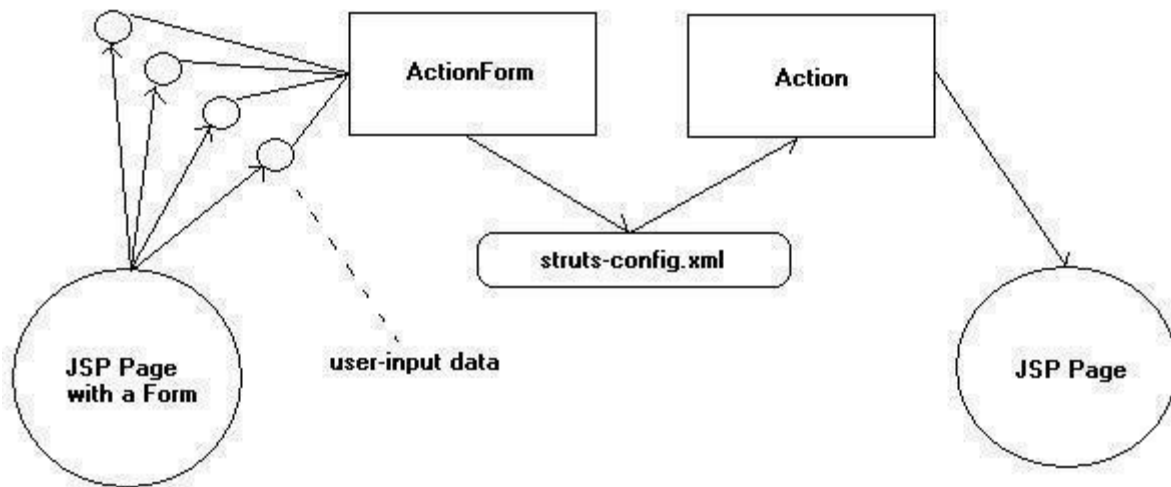 ActionForm
Action
struts-config.xml
user-input data
JSP Page
with a Form
JSP Page